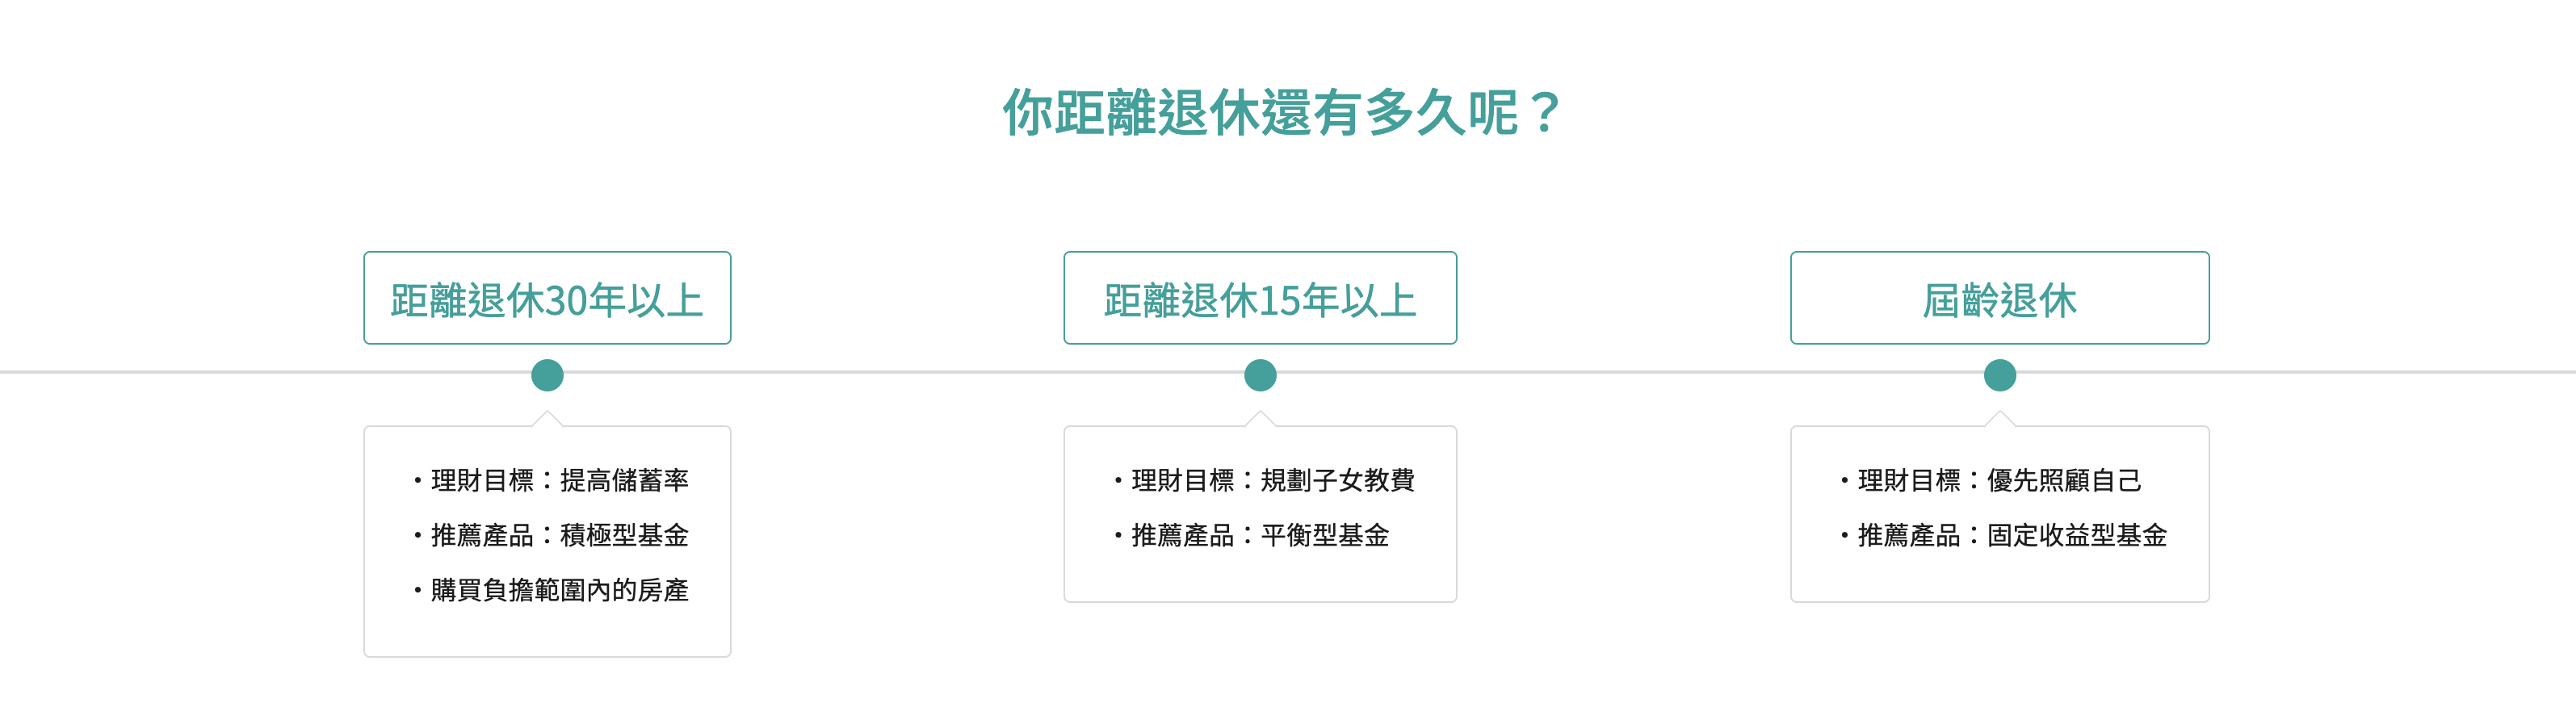 你距離退休還有多久呢？
距離退休30年以上
・理財目標：提高儲蓄率
・推薦產品：積極型基金
・購買負擔範圍內的房產
距離退休15年以上
・理財目標：規劃子女教費
・推薦產品：平衡型基金
屆齡退休
・理財目標：優先照顧自己
・推薦產品：固定收益型基金